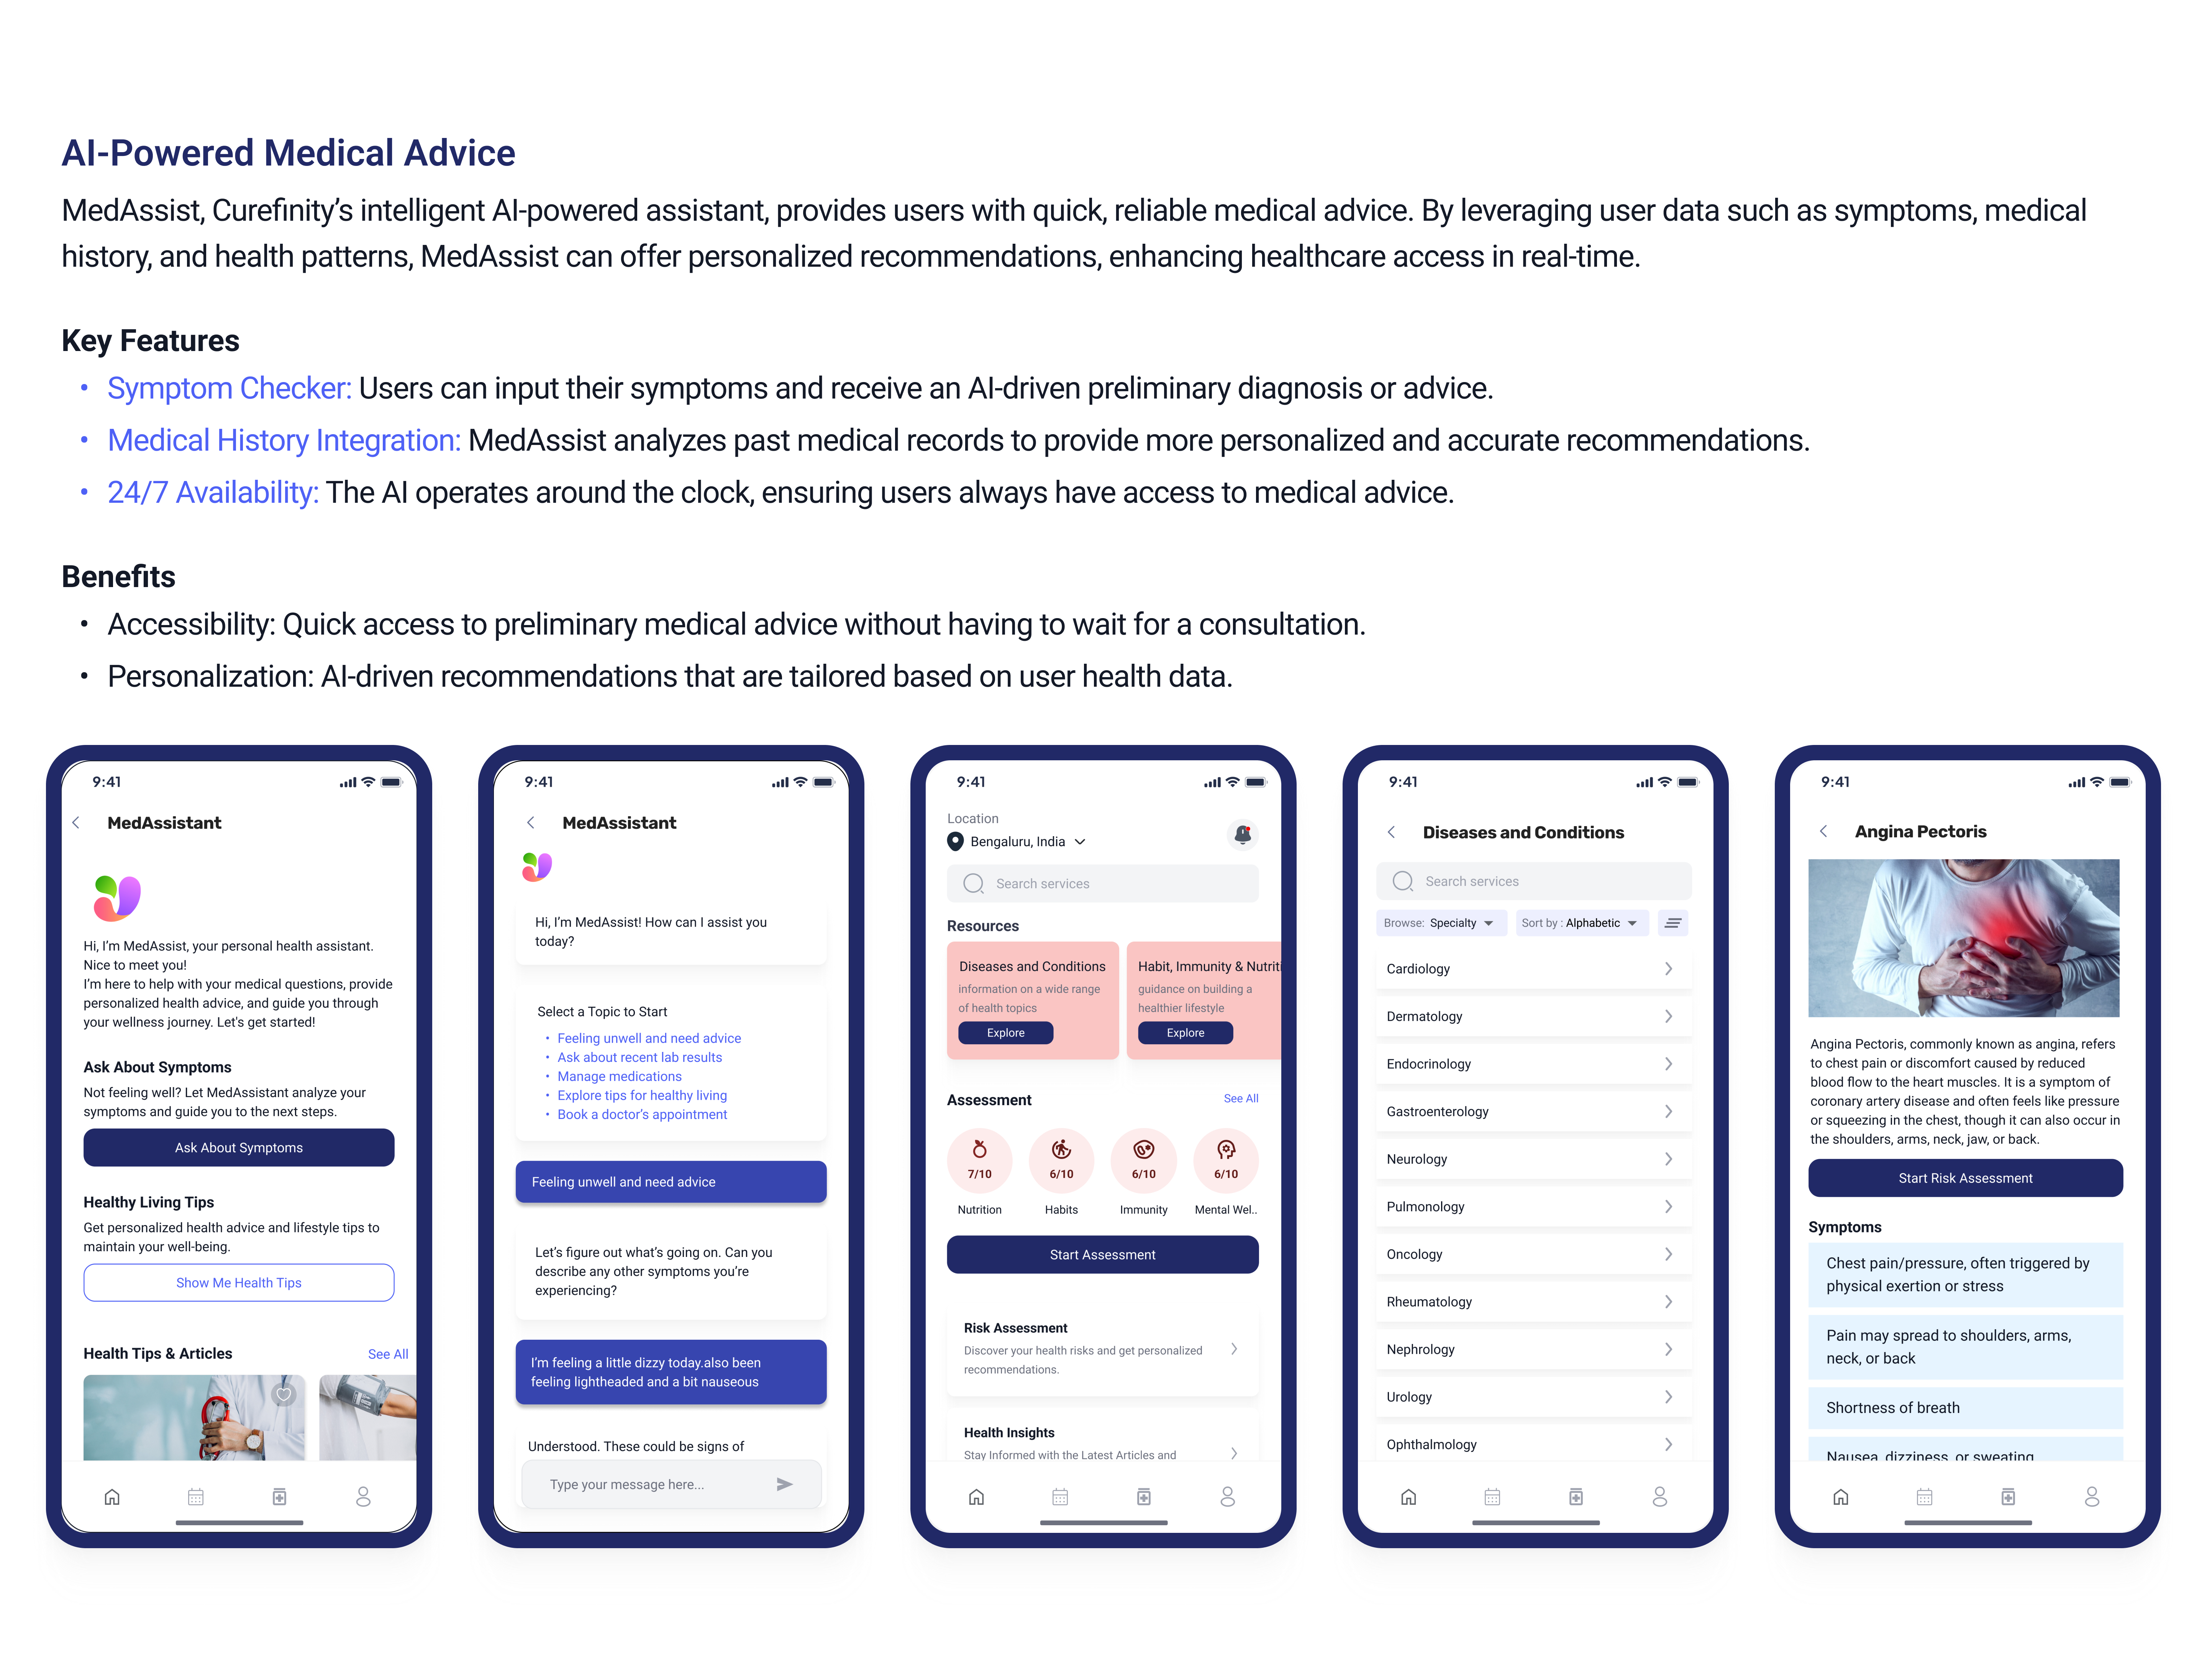 AI-Powered Medical Advice
MedAssist, Curefinity’s intelligent AI-powered assistant, provides users with quick, reliable medical advice. By leveraging user data such as symptoms, medical
history, and health patterns, MedAssist can offer personalized recommendations, enhancing healthcare access in real-time.
Key Features
• Symptom Checker: Users can input their symptoms and receive an AI-driven preliminary diagnosis or advice.
• Medical History Integration: MedAssist analyzes past medical records to provide more personalized and accurate recommendations.
• 24/7 Availability: The AI operates around the clock, ensuring users always have access to medical advice.
Benefits
• Accessibility: Quick access to preliminary medical advice without having to wait for a consultation.
• Personalization: AI-driven recommendations that are tailored based on user health data.
9:41
MedAssistant
Hi, I’m MedAssist, your personal health assistant.
Nice to meet you!
I’m here to help with your medical questions, provide
personalized health advice, and guide you through
your wellness journey. Let's get started!
Ask About Symptoms
Not feeling well? Let MedAssistant analyze your
symptoms and guide you to the next steps.
Ask About Symptoms
Healthy Living Tips
Get personalized health advice and lifestyle tips to
maintain your well-being.
Show Me Health Tips
Health Tips & Articles
See All
9:41
MedAssistant
Hi, I’m MedAssist! How can I assist you
today?
Select a Topic to Start
• Feeling unwell and need advice
• Ask about recent lab results
• Manage medications
• Explore tips for healthy living
• Book a doctor’s appointment
Feeling unwell and need advice
Let’s figure out what’s going on. Can you
describe any other symptoms you’re
experiencing?
I’m feeling a little dizzy today.also been
feeling lightheaded and a bit nauseous
Understood. These could be signs of
Type your message here...
9:41
Location
Bengaluru, India
Search services
Resources
Diseases and Conditions
information on a wide range
of health topics
Explore
Habit, Immunity & Nutriti
guidance on building a
healthier lifestyle
Explore
Assessment
See All
7/10
6/10
6/10
6/10
Nutrition
Habits
Immunity
Mental Wel..
Start Assessment
Risk Assessment
Discover your health risks and get personalized
recommendations.
Health Insights
Stay Informed with the Latest Articles and
9:41
Diseases and Conditions
Search services
Browse: Specialty
Sort by : Alphabetic
Cardiology
Dermatology
Endocrinology
Gastroenterology
Neurology
Pulmonology
Oncology
Rheumatology
Nephrology
Urology
Ophthalmology
9:41
Angina Pectoris
Angina Pectoris, commonly known as angina, refers
to chest pain or discomfort caused by reduced
blood flow to the heart muscles. It is a symptom of
coronary artery disease and often feels like pressure
or squeezing in the chest, though it can also occur in
the shoulders, arms, neck, jaw, or back.
Start Risk Assessment
Symptoms
Chest pain/pressure, often triggered by
physical exertion or stress
Pain may spread to shoulders, arms,
neck, or back
Shortness of breath
Nausea, dizziness, or sweating